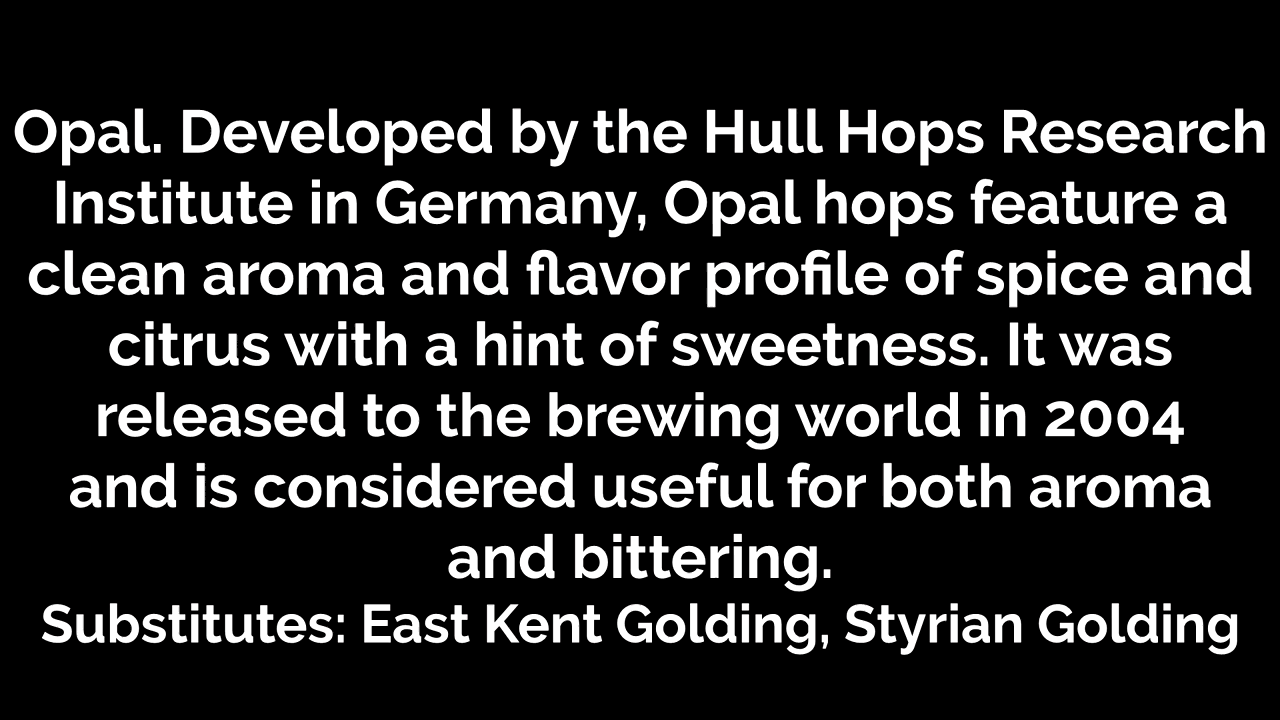 Opal. Developed by the Hull Hops Research
Institute in Germany, Opal hops feature a
clean aroma and flavor profile of spice and
citrus with a hint of sweetness. It was
released to the brewing world in 2004
and is considered useful for both aroma
and bittering.
Substitutes: East Kent Golding, Styrian Golding